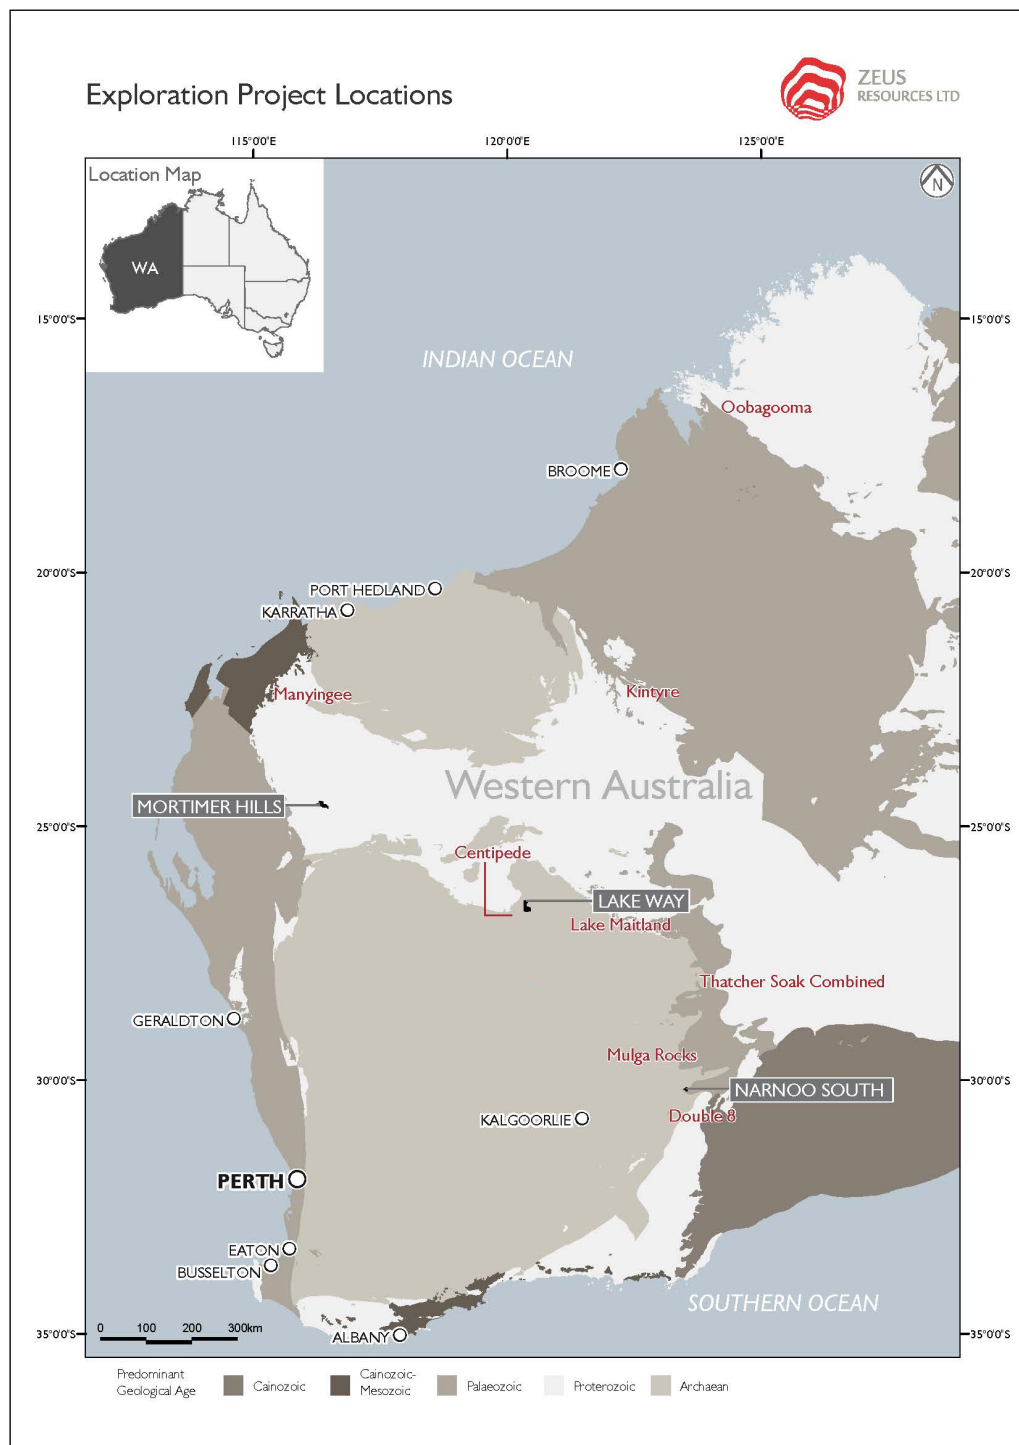 Exploration Project Locations
ZEUS
RESOURCES LTD
115°0'0"E
120°0'0"E
125°0'0"E
Location Map
N
WA
15°0'0"S
15°0'0"S
INDIAN OCEAN
Oobagooma
BROOME
20°0'0"S
20°0'0"S
PORT HEDLAND
KARRATHA
Manyingee
Kintyre
Western Australia
MORTIMER HILLS
25°0'0"S
25°0'0"S
Centipede
LAKE WAY
Lake Maitland
Thatcher Soak Combined
GERALDTON
Mulga Rocks
30°0'0"S
30°0'0"S
NARNOO SOUTH
Double 8
KALGOORLIE
PERTH
EATON
BUSSELTON
SOUTHERN OCEAN
0 100 200 300km
35°0'0"S
35°0'0"S
ALBANY
Predominant
Geological Age
Cainozoic
Cainozoic-
Mesozoic
Palaeozoic
Proterozoic
Archaean